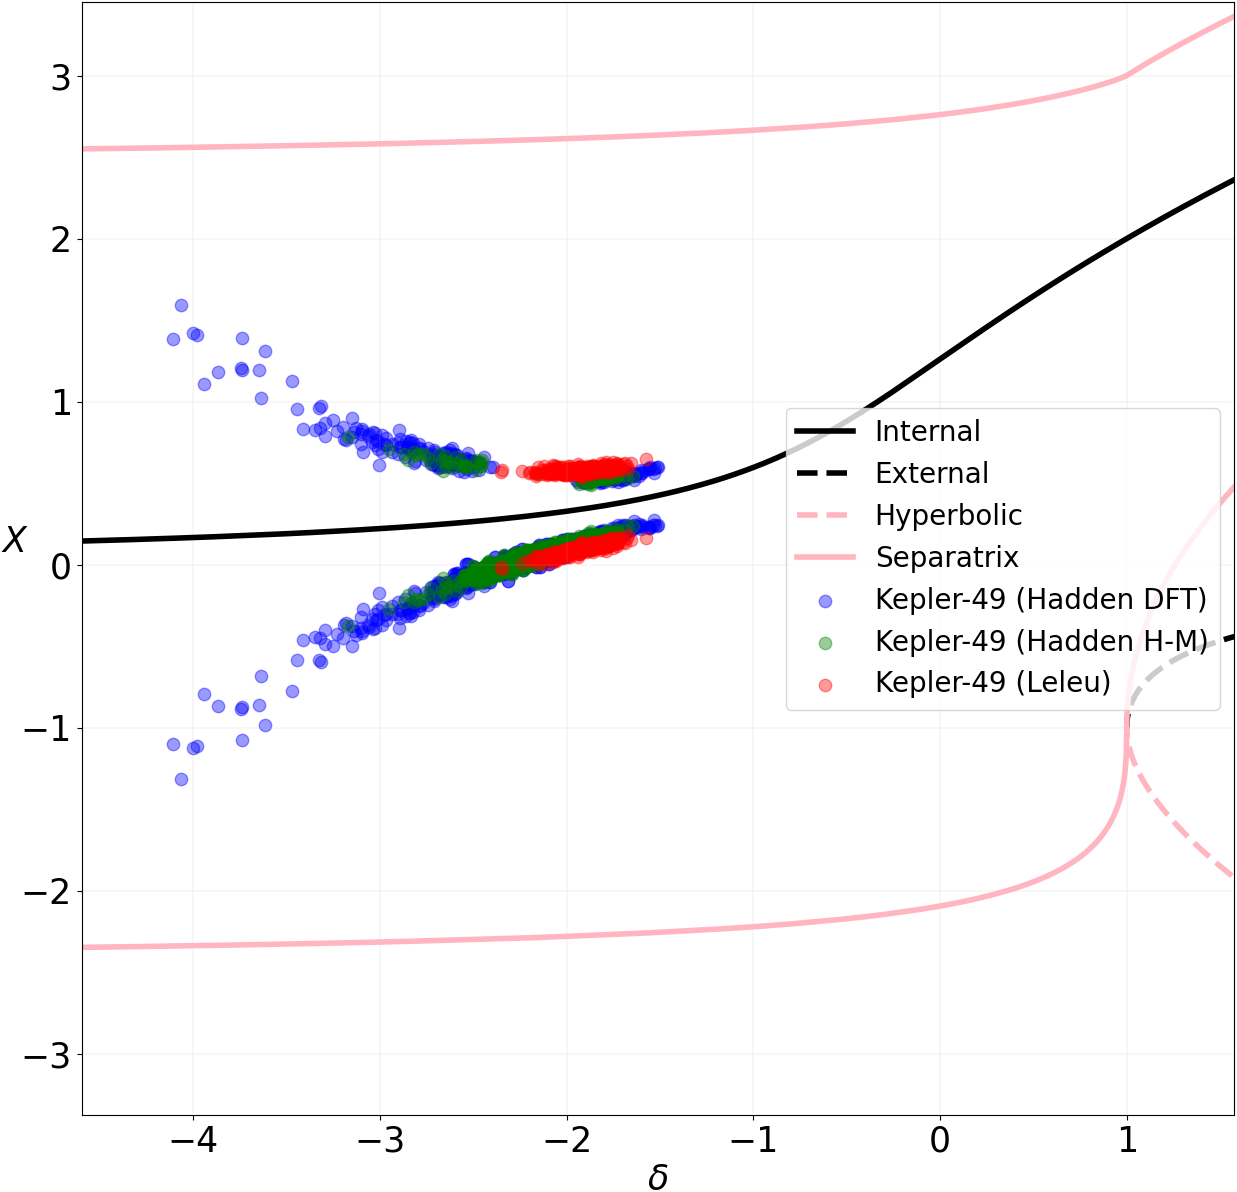 3
2
1
0
−1
−2
−3
X
Internal
External
Hyperbolic
Separatrix
Kepler-49 (Hadden DFT)
Kepler-49 (Hadden H-M)
Kepler-49 (Leleu)
−4 −3 −2 −1 0 1
δ